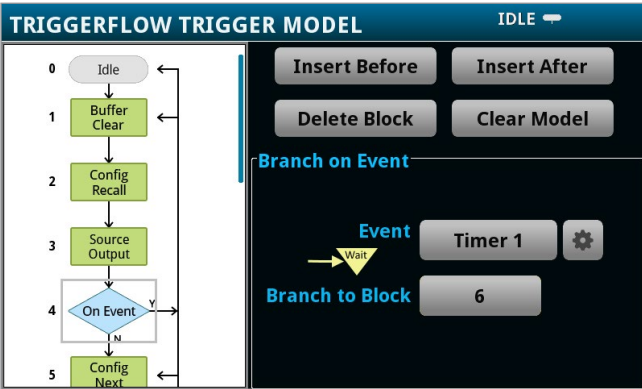 TRIGGERFLOW TRIGGER MODEL
IDLE
0
Idle
1
Buffer
Clear
2
Config
Recall
3
Source
Output
4
On Event
Y
N
5
Config
Next
Insert Before
Insert After
Delete Block
Clear Model
Branch on Event
Event
Timer 1
Wait
Branch to Block
6